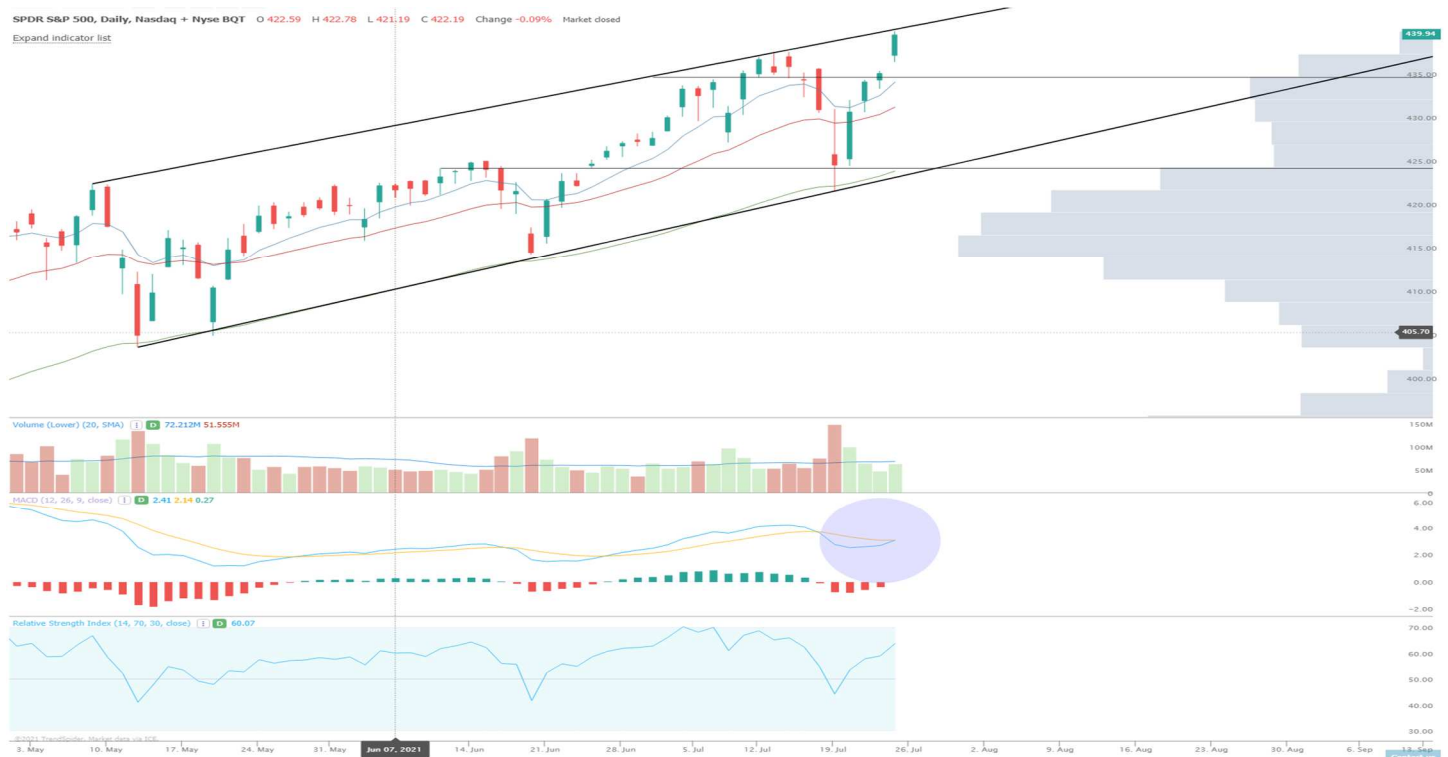 SPDR S&P 500, Daily, Nasdaq + Nyse BQT O 422.59 H 422.78 L 421.19 C 422.19 Change -0.09% Market closed
Expand indicator list
439.94
435.00
430.00
425.00
420.00
415.00
410.00
405.70
400.00
Volume (Lower) (20, SMA) D 72.212M 51.555M
150M
100M
50M
0
MACD (12, 26, 9, close) D 2.41 2.14 0.27
6.00
4.00
2.00
0.00
−2.00
Relative Strength Index (14, 70, 30, close) D 60.07
70.00
60.00
50.00
40.00
30.00
©2021 TrendSpider. Market data via
3. May 10. May 17. May 24. May 31. May Jun 07, 2021 14. Jun 21. Jun 28. Jun 5. Jul 12. Jul 19. Jul 26. Jul 2. Aug 9. Aug 16. Aug 23. Aug 30. Aug 6. Sep 13. Sep